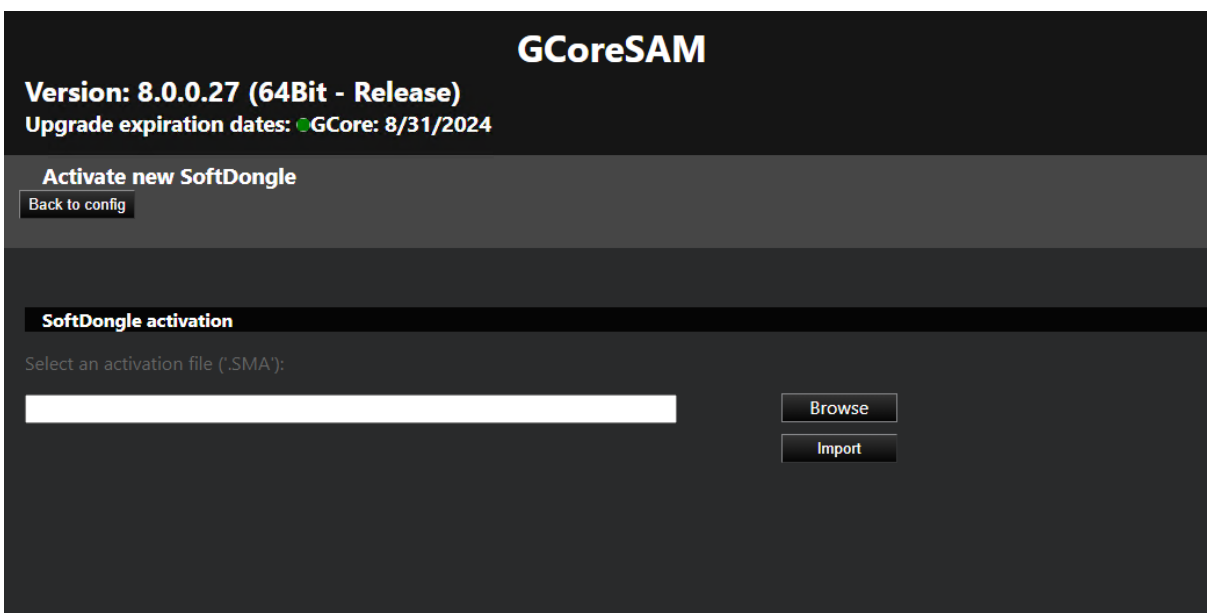 GCoreSAM
Version: 8.0.0.27 (64Bit - Release)
Upgrade expiration dates: GCore: 8/31/2024
Activate new SoftDongle
Back to config
SoftDongle activation
Select an activation file ('.SMA'):
Browse
Import